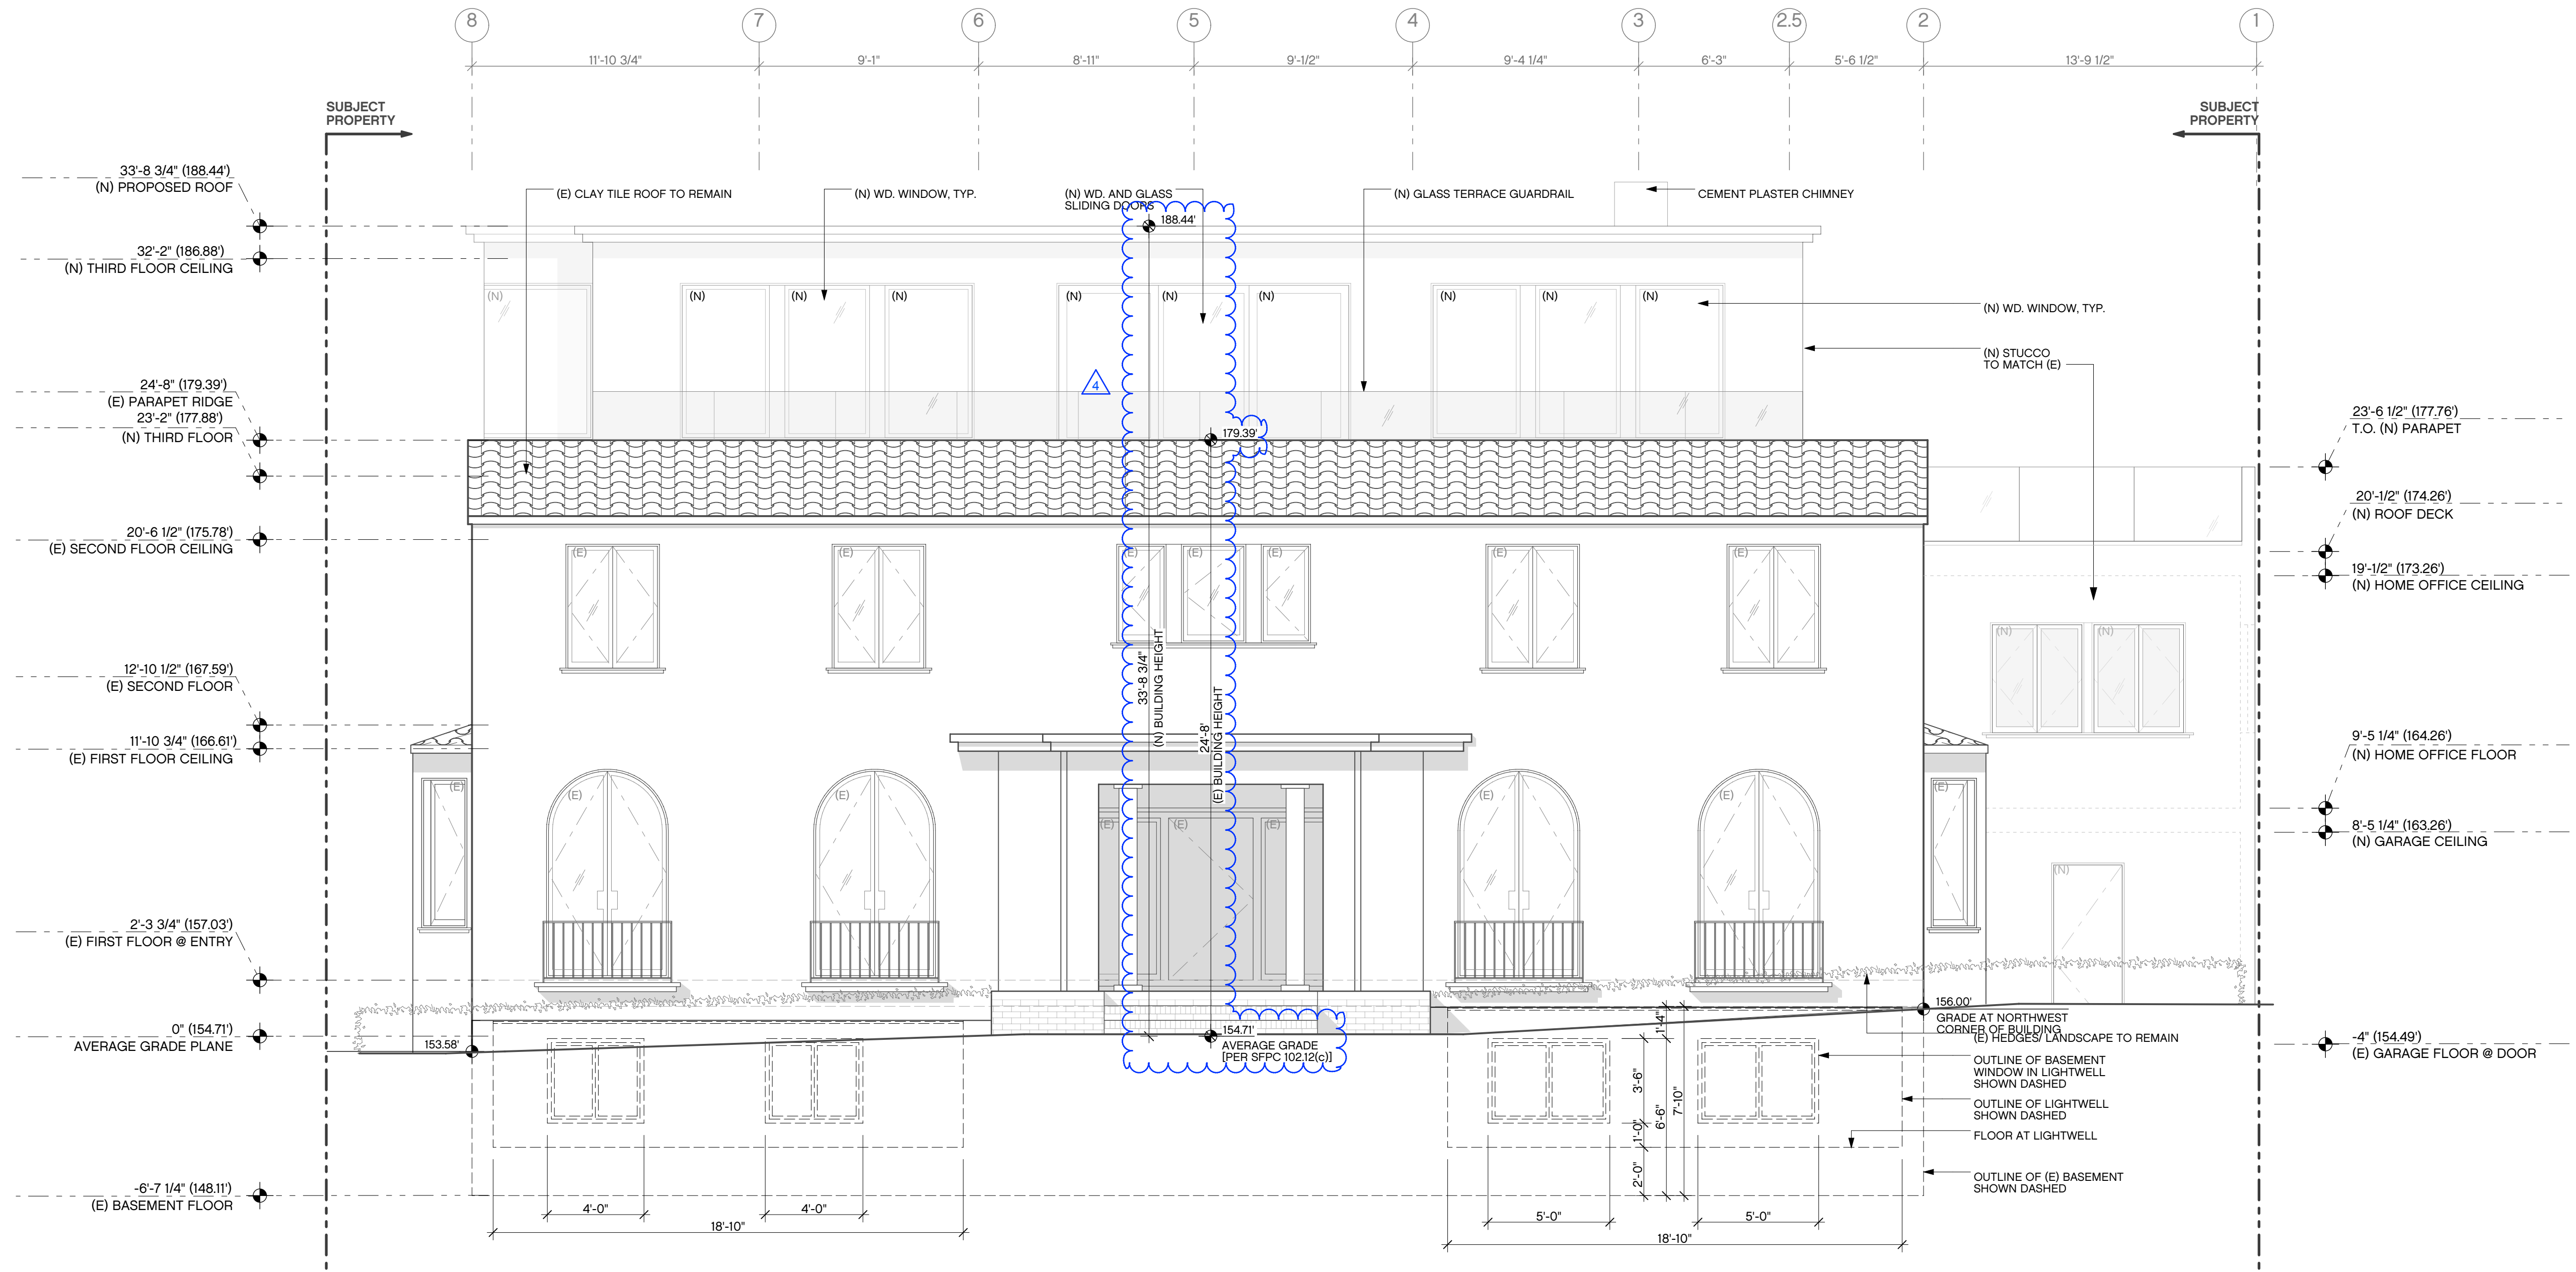 8 7 6 5 4 3 2.5 2 1
11'-10 3/4" 9'-1" 8'-11" 9'-1/2" 9'-4 1/4" 6'-3" 5'-6 1/2" 13'-9 1/2"
SUBJECT
PROPERTY
SUBJECT
PROPERTY
33'-8 3/4" (188.44')
(N) PROPOSED ROOF
32'-2" (186.88')
(N) THIRD FLOOR CEILING
24'-8" (179.39')
(E) PARAPET RIDGE
23'-2" (177.88')
(N) THIRD FLOOR
20'-6 1/2" (175.78')
(E) SECOND FLOOR CEILING
12'-10 1/2" (167.59')
(E) SECOND FLOOR
11'-10 3/4" (166.61')
(E) FIRST FLOOR CEILING
2'-3 3/4" (157.03')
(E) FIRST FLOOR @ ENTRY
0" (154.71')
AVERAGE GRADE PLANE
-6'-7 1/4" (148.11')
(E) BASEMENT FLOOR
(E) CLAY TILE ROOF TO REMAIN
(N) WD. WINDOW, TYP.
(N) WD. AND GLASS
SLIDING DOORS
(N) GLASS TERRACE GUARDRAIL
CEMENT PLASTER CHIMNEY
188.44'
(N) (N) (N) (N) (N) (N) (N) (N) (N) (N)
(N) WD. WINDOW, TYP.
(N) STUCCO
TO MATCH (E)
4
179.39'
(E) (E) (E) (E) (E) (E) (E)
(N) (N)
33'-8 3/4"
(N) BUILDING HEIGHT
24'-8'
(E) BUILDING HEIGHT
(E) (E) (E) (E) (E) (E) (E) (E) (E)
(N)
153.58'
154.71'
AVERAGE GRADE
[PER SFPC 102.12(c)]
156.00'
GRADE AT NORTHWEST
CORNER OF BUILDING
(E) HEDGES/ LANDSCAPE TO REMAIN
OUTLINE OF BASEMENT
WINDOW IN LIGHTWELL
SHOWN DASHED
OUTLINE OF LIGHTWELL
SHOWN DASHED
FLOOR AT LIGHTWELL
OUTLINE OF (E) BASEMENT
SHOWN DASHED
1'-4"
3'-6"
6'-6"
7'-10"
1'-0"
2'-0"
4'-0" 4'-0"
18'-10"
5'-0" 5'-0"
18'-10"
23'-6 1/2" (177.76')
T.O. (N) PARAPET
20'-1/2" (174.26')
(N) ROOF DECK
19'-1/2" (173.26')
(N) HOME OFFICE CEILING
9'-5 1/4" (164.26')
(N) HOME OFFICE FLOOR
8'-5 1/4" (163.26')
(N) GARAGE CEILING
-4" (154.49')
(E) GARAGE FLOOR @ DOOR